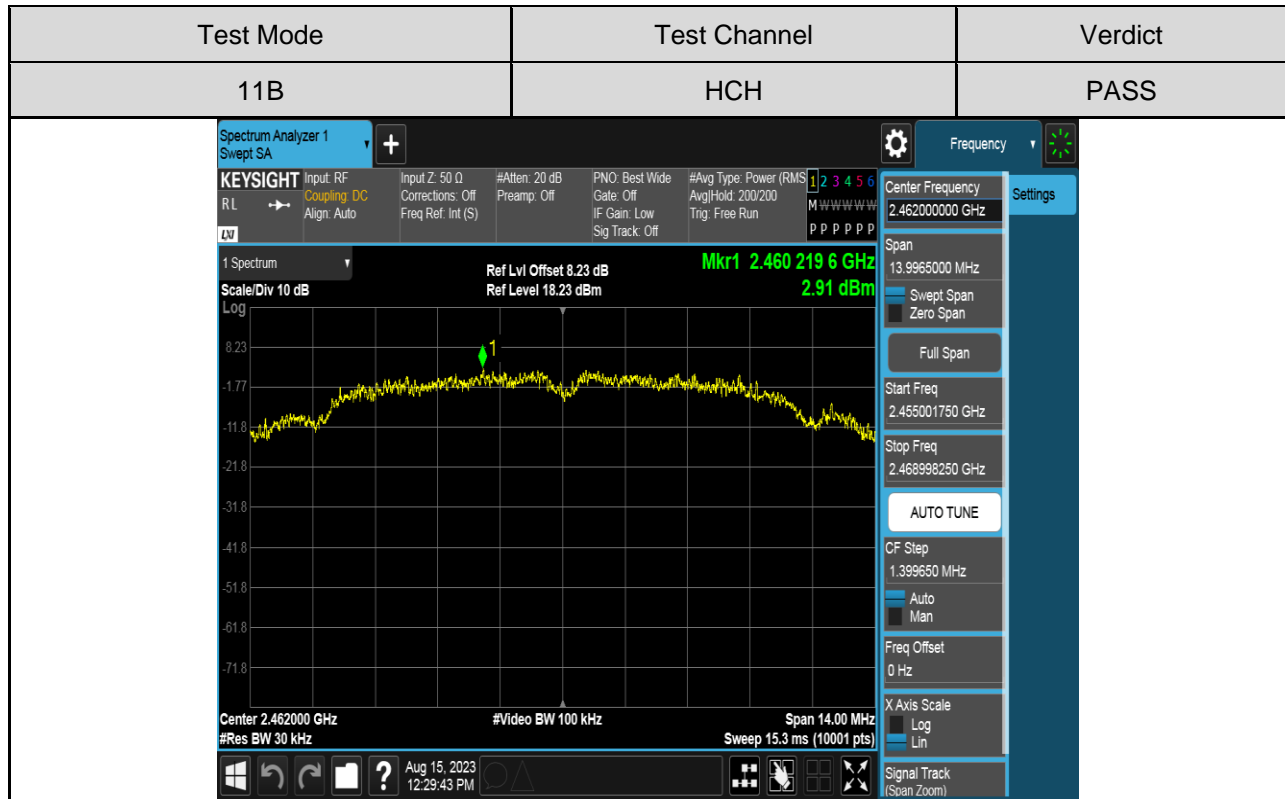 Test Mode
Test Channel
Verdict
11B
HCH
PASS
Spectrum Analyzer 1
Swept SA
+
Frequency
KEYSIGHT
RL
LXI
Input: RF
Coupling: DC
Align: Auto
Input Z: 50 Ω
Corrections: Off
Freq Ref: Int (S)
#Atten: 20 dB
Preamp: Off
PNO: Best Wide
Gate: Off
IF Gain: Low
Sig Track: Off
#Avg Type: Power (RMS
Avg|Hold: 200/200
Trig: Free Run
1 2 3 4 5 6
M W W W W W
P P P P P P
1 Spectrum
Scale/Div 10 dB
Ref Lvl Offset 8.23 dB
Ref Level 18.23 dBm
Mkr1 2.460 219 6 GHz
2.91 dBm
Log
8.23
-1.77
-11.8
-21.8
-31.8
-41.8
-51.8
-61.8
-71.8
1
Center 2.462000 GHz
#Video BW 100 kHz
Span 14.00 MHz
#Res BW 30 kHz
Sweep 15.3 ms (10001 pts)
?
Aug 15, 2023
12:29:43 PM
Center Frequency
2.462000000 GHz
Settings
Span
13.9965000 MHz
Swept Span
Zero Span
Full Span
Start Freq
2.455001750 GHz
Stop Freq
2.468998250 GHz
AUTO TUNE
CF Step
1.399650 MHz
Auto
Man
Freq Offset
0 Hz
X Axis Scale
Log
Lin
Signal Track
(Span Zoom)